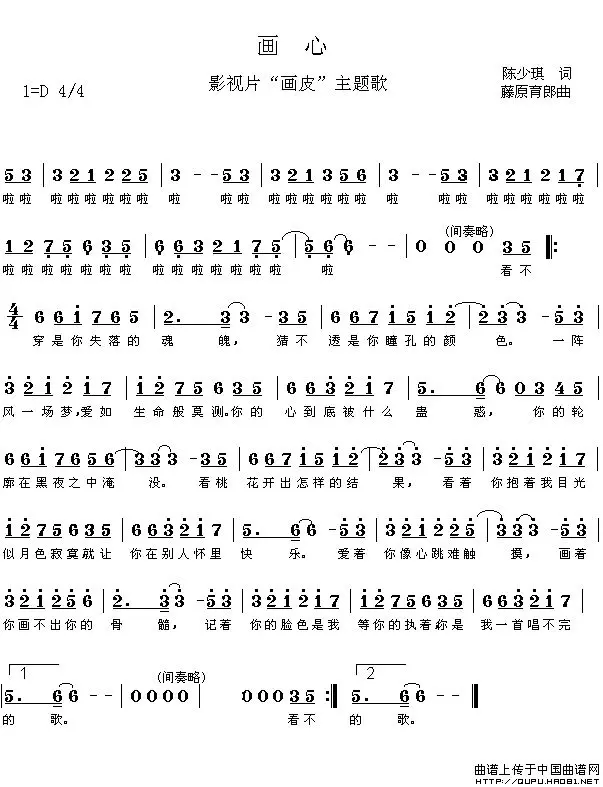 画 心
影视片“画皮”主题歌
陈少琪 词
1=D 4/4
藤原育郎曲
5 3 | 3 2 1 2 2 5 | 3 - - 5 3 | 3 2 1 3 5 6 | 3 - - 5 3 | 3 2 1 2 1 7 |
啦啦 啦啦啦啦啦啦 啦 啦啦 啦啦啦啦啦啦 啦 啦啦 啦啦啦啦啦啦
1 2 7 5 6 3 5 | 6 6 3 2 1 7 5 | 5 6 6 - - | 0 0 0 3 5 :
(间奏略)
啦啦啦啦啦啦啦 啦啦啦啦啦啦啦 啦 看不
4/4 6 6 1 7 6 5 | 2. 3 3 - 3 5 | 6 6 7 1 5 1 2 | 2 3 3 - 5 3 |
穿是你失落的 魂 魄, 猜不 透是你瞳孔的颜 色。 一阵
3 2 1 2 1 7 | 1 2 7 5 6 3 5 | 6 6 3 2 1 2 1 7 | 5. 6 6 0 3 4 5 |
风一场梦,爱如 生命般莫测.你的 心到底被什么 蛊 惑, 你的轮
6 6 1 7 6 5 6 | 3 3 - 3 5 | 6 6 7 1 5 1 2 | 2 3 3 - 2 3 | 3 2 1 2 1 7 |
廓在黑夜之中淹 没。 看桃 花开出怎样的结 果, 看着 你抱着我目光
1 2 7 5 6 3 5 | 6 6 3 2 1 7 | 5. 6 6 - 5 3 | 3 2 1 2 2 5 | 3 3 3 - 5 3 |
似月色寂寞就让 你在别人怀里 快 乐。 爱着 你像心跳难触 摸, 画着
3 2 1 2 5 6 | 2. 3 3 - 5 3 | 3 2 1 2 1 7 | 1 2 7 5 6 3 5 | 6 6 3 2 1 7 |
你画不出你的 骨 髓, 记着 你的脸色是我 等你的执着,你是 我一首唱不完
1 (间奏略) 2
5. 6 6 - - | 0 0 0 0 | 0 0 0 3 5 :| 5. 6 6 - - |
的 歌。 看不 的 歌。
曲谱上传于中国曲谱网
HTTP://QUPU.HAO81.NET